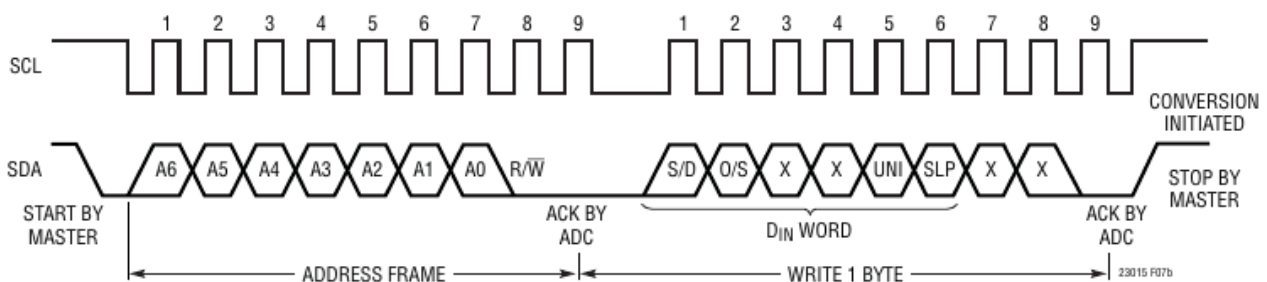 1 2 3 4 5 6 7 8 9 1 2 3 4 5 6 7 8 9
SCL
CONVERSION
INITIATED
SDA A6 A5 A4 A3 A2 A1 A0 R/W̅ S/D O/S X X UNI SLP X X
STOP BY
MASTER
START BY
MASTER
ACK BY
ADC
DIN WORD
ACK BY
ADC
ADDRESS FRAME WRITE 1 BYTE 23015 F07b